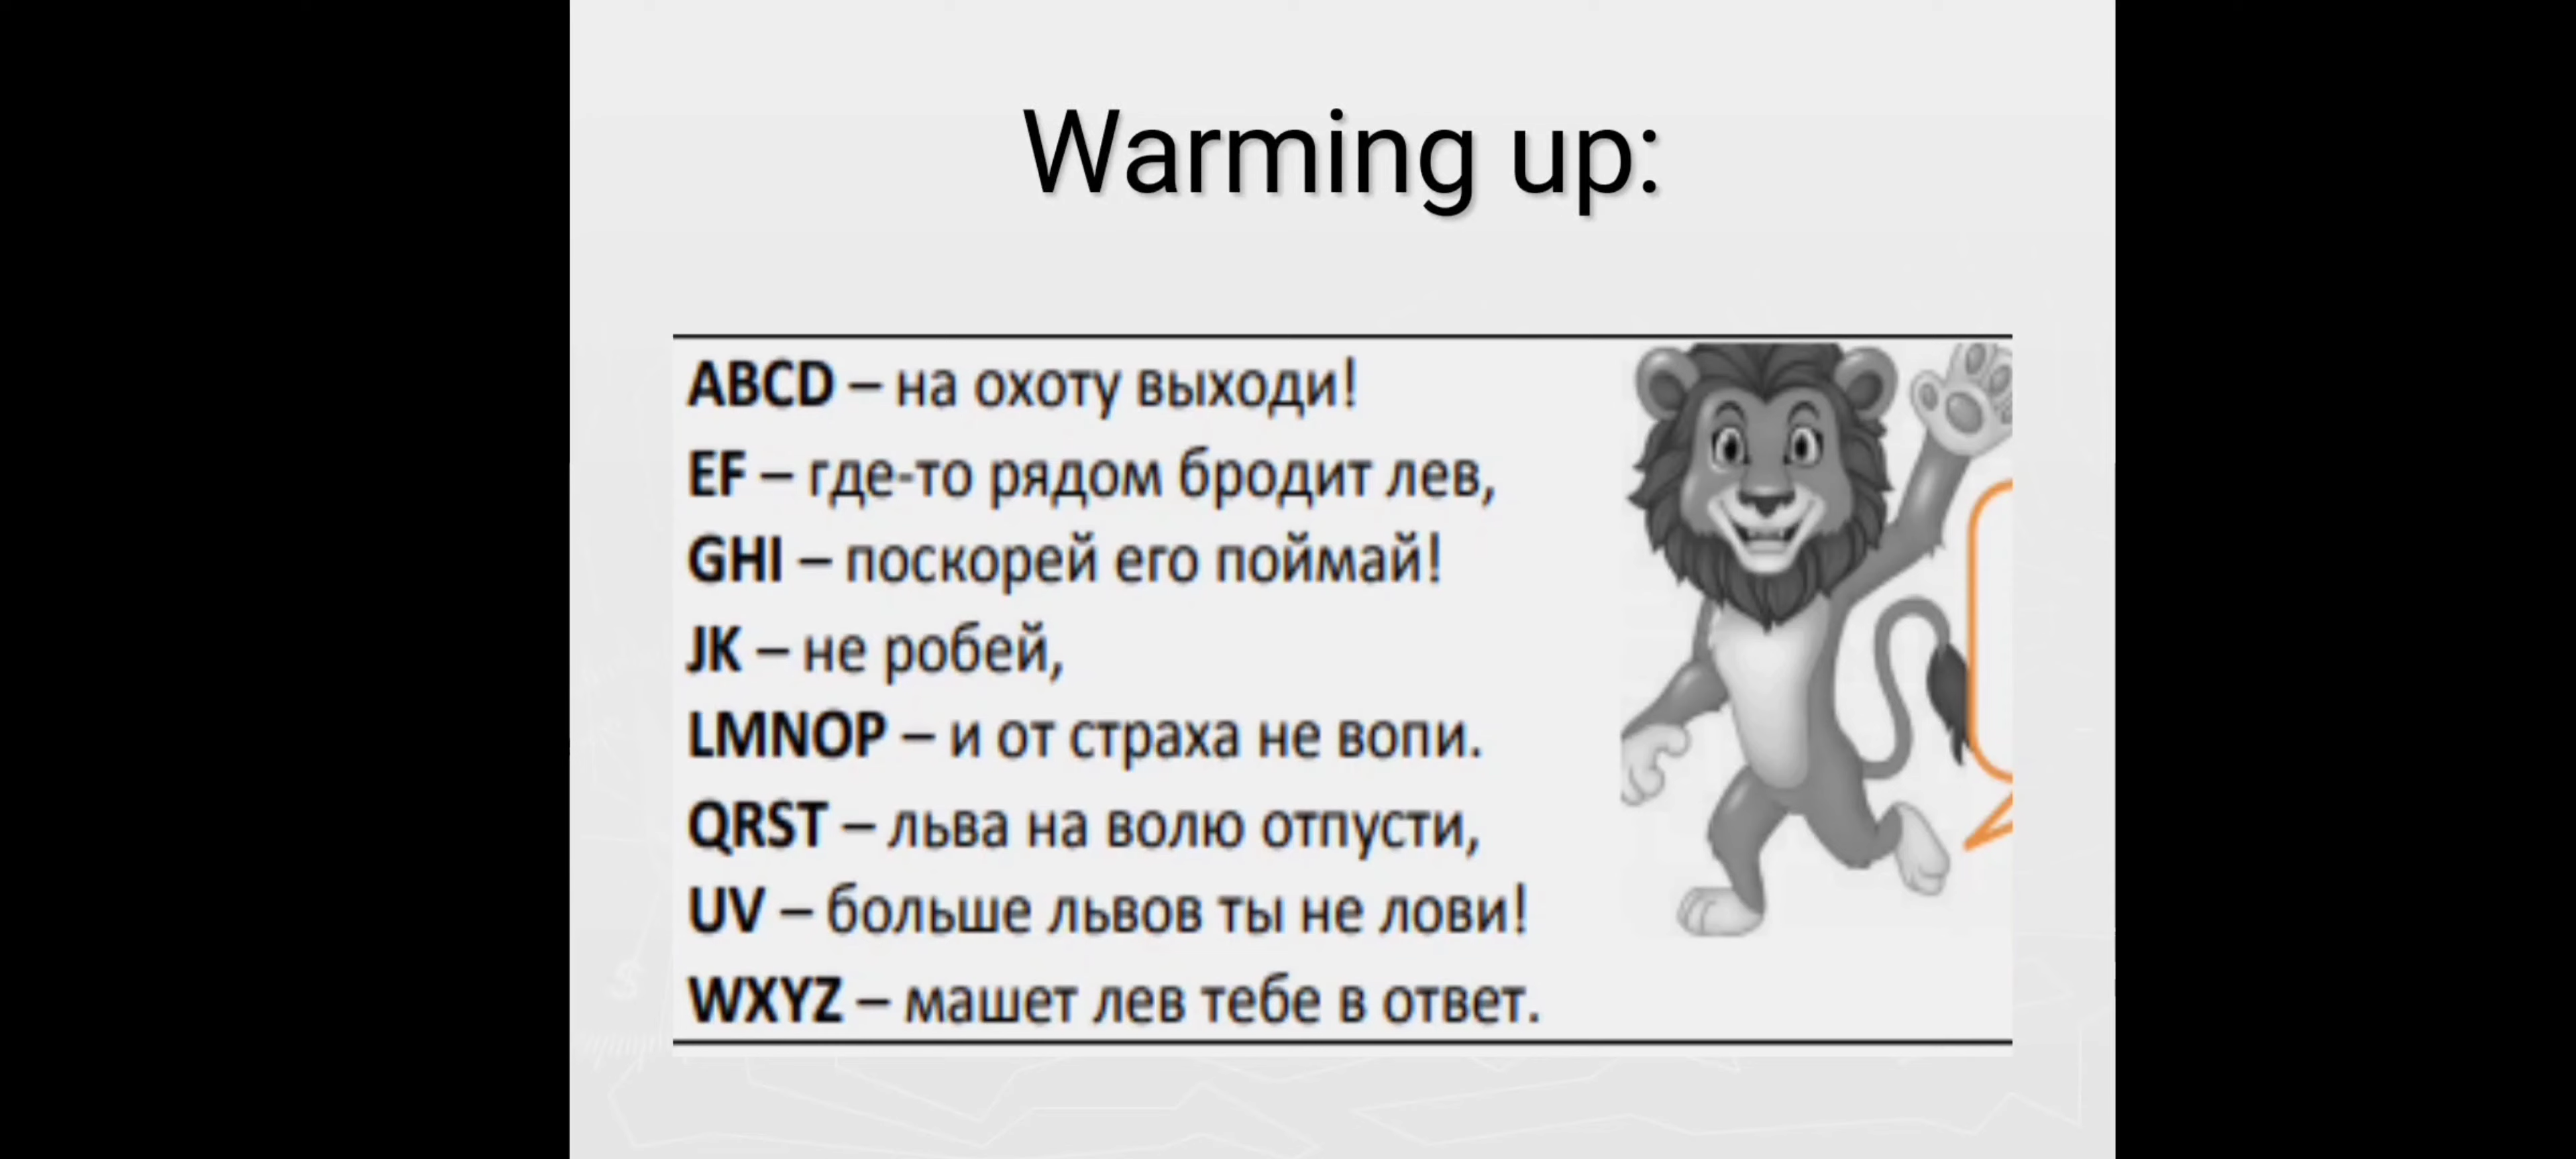 Warming up:
ABCD – на охоту выходи!
EF – где-то рядом бродит лев,
GHI – поскорей его поймай!
JK – не робей,
LMNOP – и от страха не вопи.
QRST – льва на волю отпусти,
UV – больше львов ты не лови!
WXYZ – машет лев тебе в ответ.